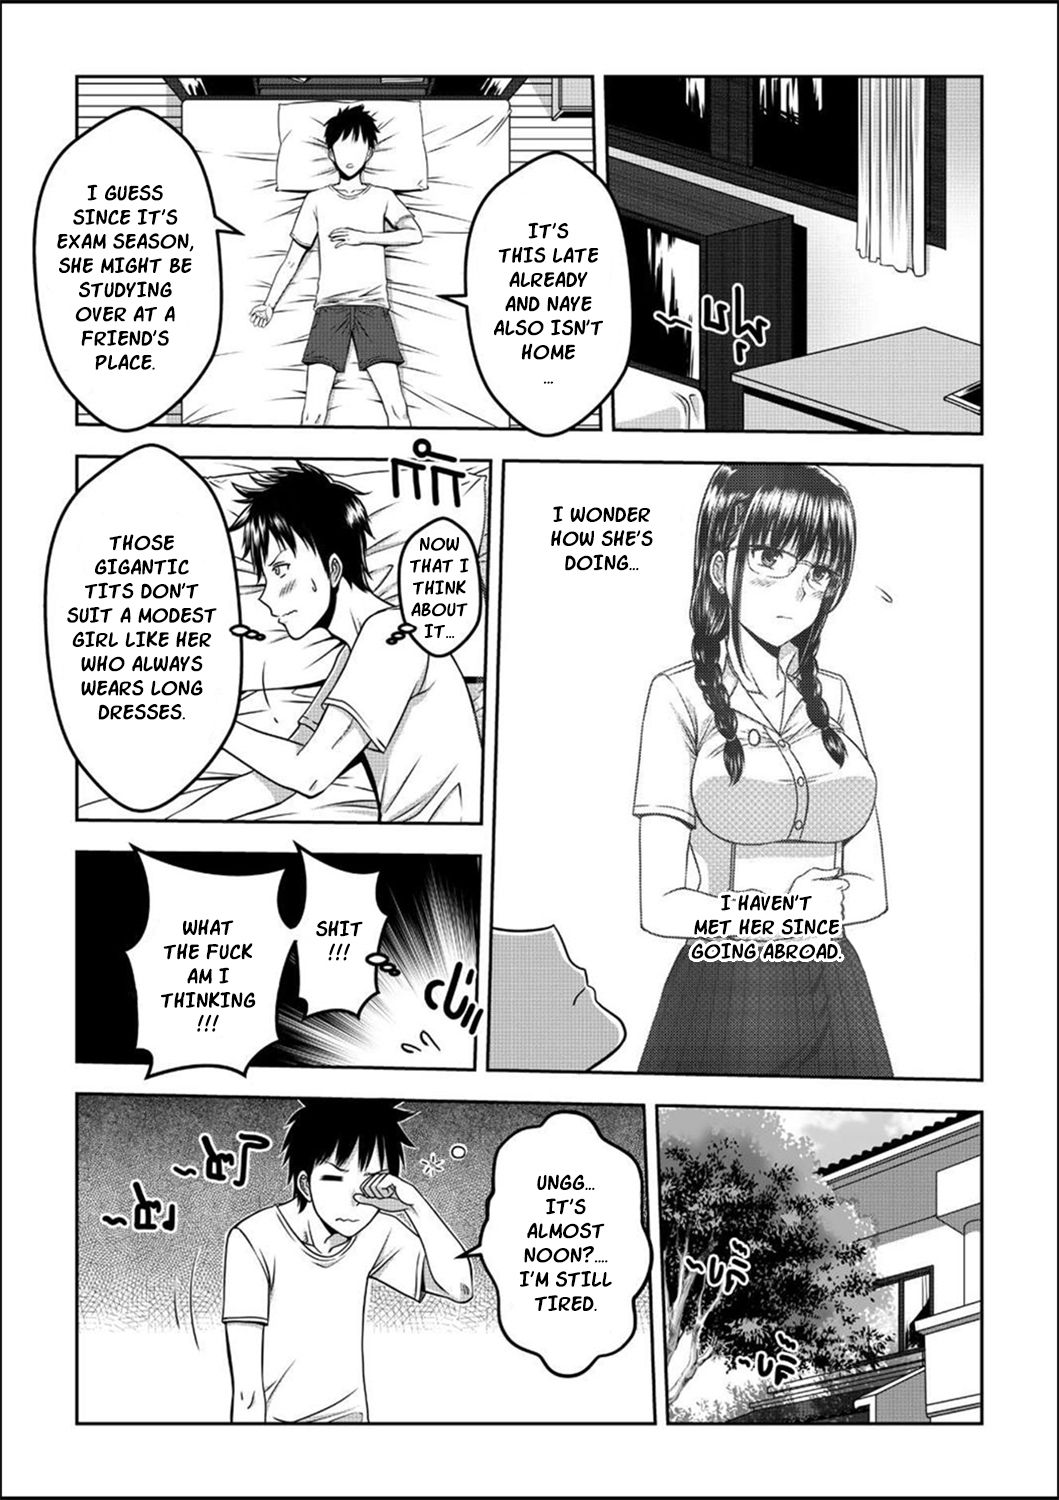 IT'S
THIS LATE
ALREADY
AND NAYE
ALSO ISN'T
HOME
...
I GUESS
SINCE IT'S
EXAM SEASON,
SHE MIGHT BE
STUDYING
OVER AT A
FRIEND'S
PLACE.
I WONDER
HOW SHE'S
DOING...
I HAVEN'T
MET HER SINCE
GOING ABROAD.
NOW
THAT I
THINK
ABOUT
IT...
THOSE
GIGANTIC
TITS DON'T
SUIT A MODEST
GIRL LIKE HER
WHO ALWAYS
WEARS LONG
DRESSES.
SHIT
!!!
WHAT
THE FUCK
AM I
THINKING
!!!
UNGG...
IT'S
ALMOST
NOON?....
I'M STILL
TIRED.